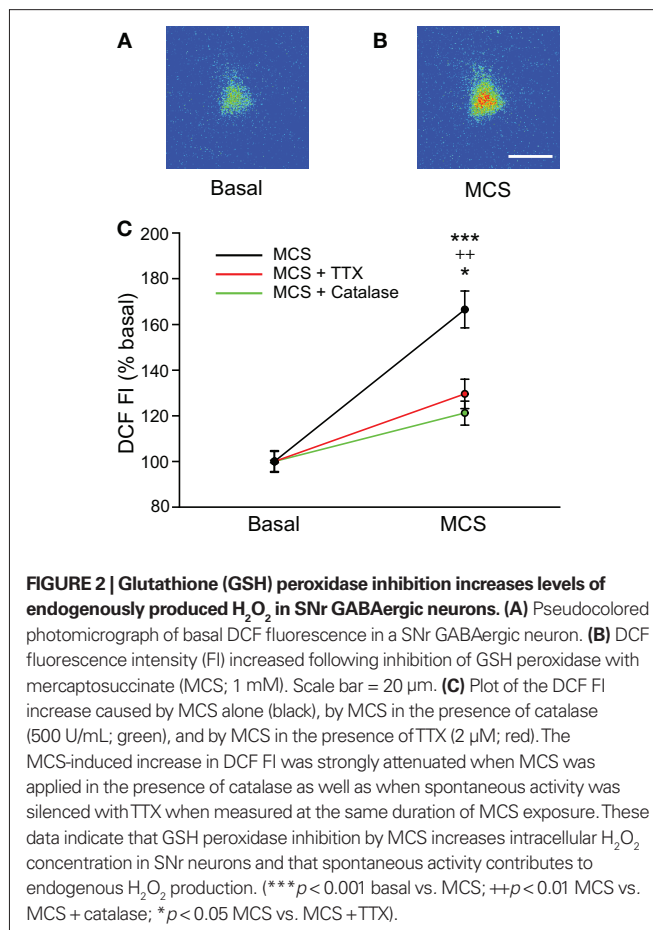 A
B
Basal
MCS
C
200
180
160
140
120
100
80
DCF FI (% basal)
MCS
MCS + TTX
MCS + Catalase
***
++
*
Basal
MCS
FIGURE 2 | Glutathione (GSH) peroxidase inhibition increases levels of
endogenously produced H₂O₂ in SNr GABAergic neurons. (A) Pseudocolored
photomicrograph of basal DCF fluorescence in a SNr GABAergic neuron. (B) DCF
fluorescence intensity (FI) increased following inhibition of GSH peroxidase with
mercaptosuccinate (MCS; 1 mM). Scale bar = 20 μm. (C) Plot of the DCF FI
increase caused by MCS alone (black), by MCS in the presence of catalase
(500 U/mL; green), and by MCS in the presence of TTX (2 μM; red). The
MCS-induced increase in DCF FI was strongly attenuated when MCS was
applied in the presence of catalase as well as when spontaneous activity was
silenced with TTX when measured at the same duration of MCS exposure. These
data indicate that GSH peroxidase inhibition by MCS increases intracellular H₂O₂
concentration in SNr neurons and that spontaneous activity contributes to
endogenous H₂O₂ production. (***p < 0.001 basal vs. MCS; ++p < 0.01 MCS vs.
MCS + catalase; *p < 0.05 MCS vs. MCS + TTX).